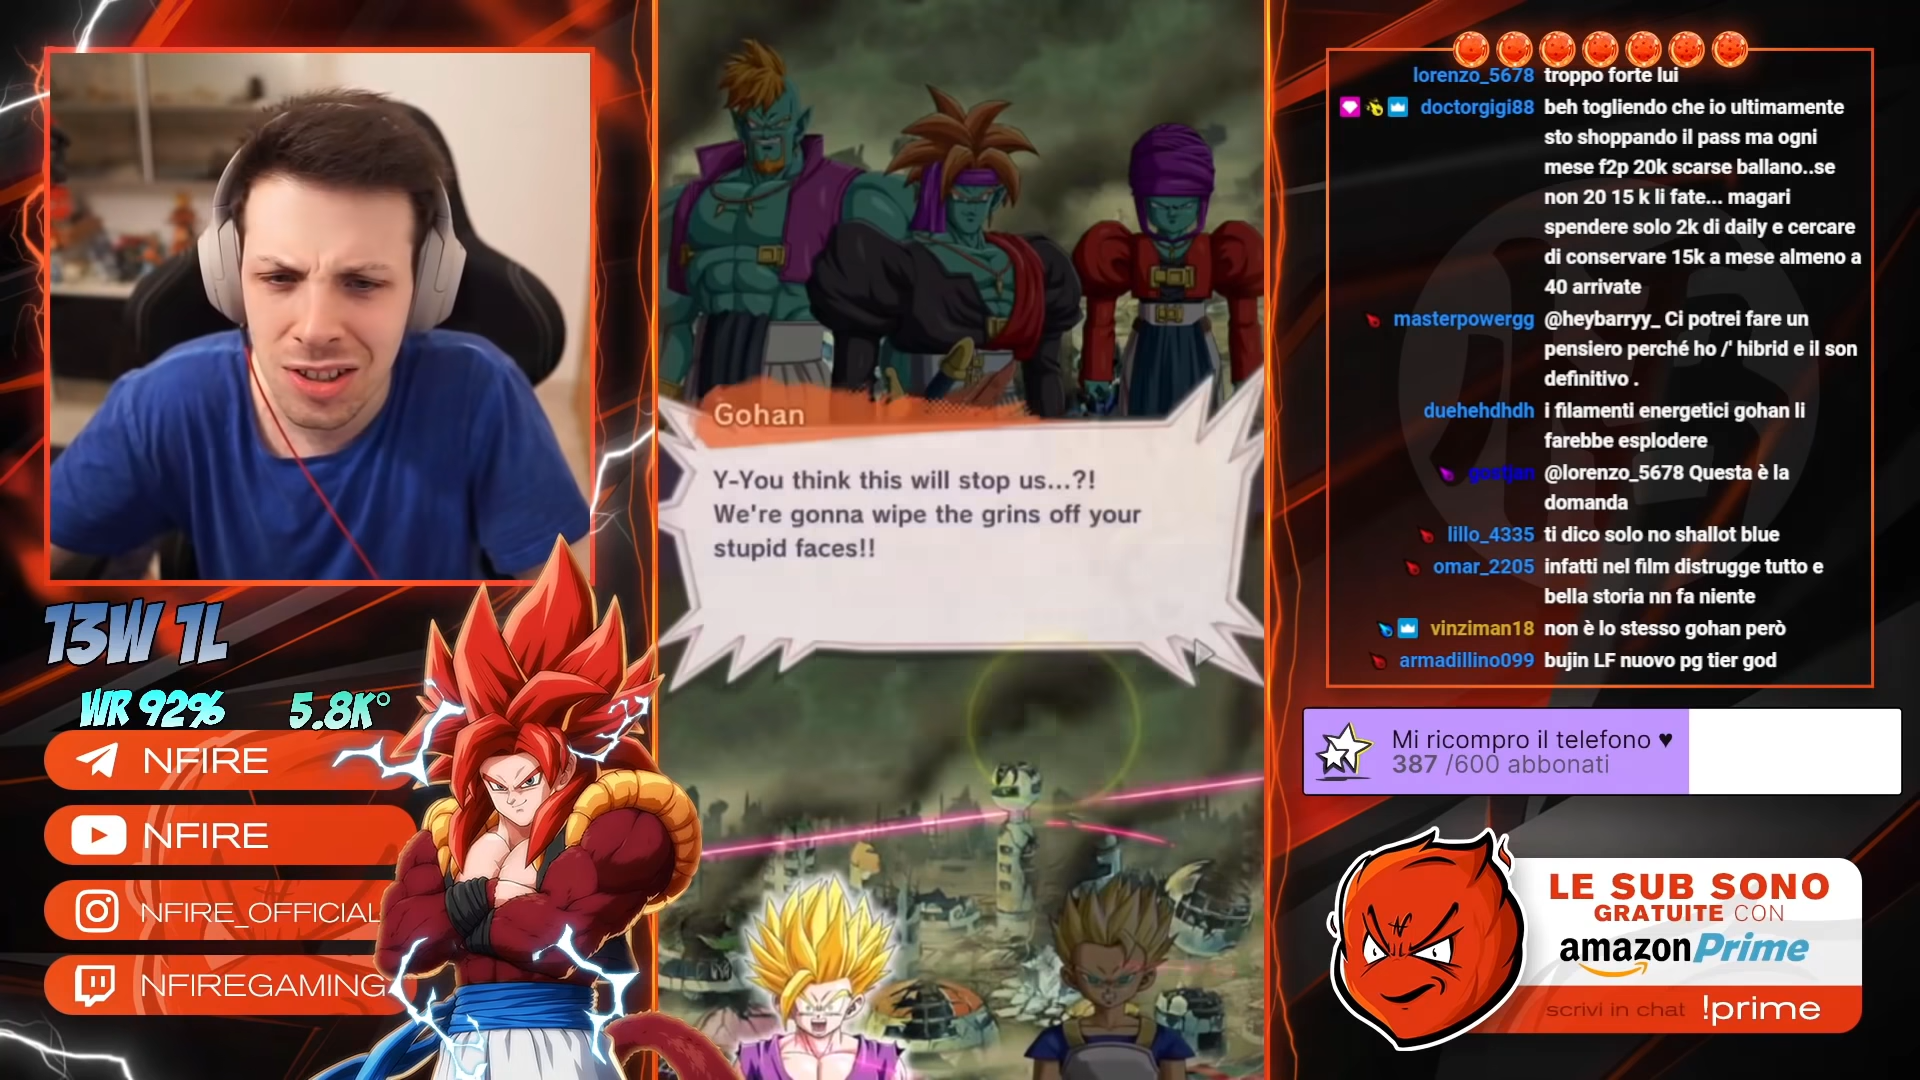 13W 1L
WR 92% 5.8K°
NFIRE
NFIRE
NFIRE_OFFICIAL
NFIREGAMING
Gohan
Y-You think this will stop us...?!
We're gonna wipe the grins off your
stupid faces!!
lorenzo_5678 troppo forte lui
doctorgigi88 beh togliendo che io ultimamente
sto shoppando il pass ma ogni
mese f2p 20k scarse ballano..se
non 20 15 k li fate... magari
spendere solo 2k di daily e cercare
di conservare 15k a mese almeno a
40 arrivate
masterpowergg @heybarryy_ Ci potrei fare un
pensiero perché ho /' hibrid e il son
definitivo .
duehehdhdh i filamenti energetici gohan li
farebbe esplodere
gostjan @lorenzo_5678 Questa è la
domanda
lillo_4335 ti dico solo no shallot blue
omar_2205 infatti nel film distrugge tutto e
bella storia nn fa niente
vinziman18 non è lo stesso gohan però
armadillino099 bujin LF nuovo pg tier god
Mi ricompro il telefono ♥
387 /600 abbonati
LE SUB SONO
GRATUITE CON
amazonPrime
scrivi in chat !prime